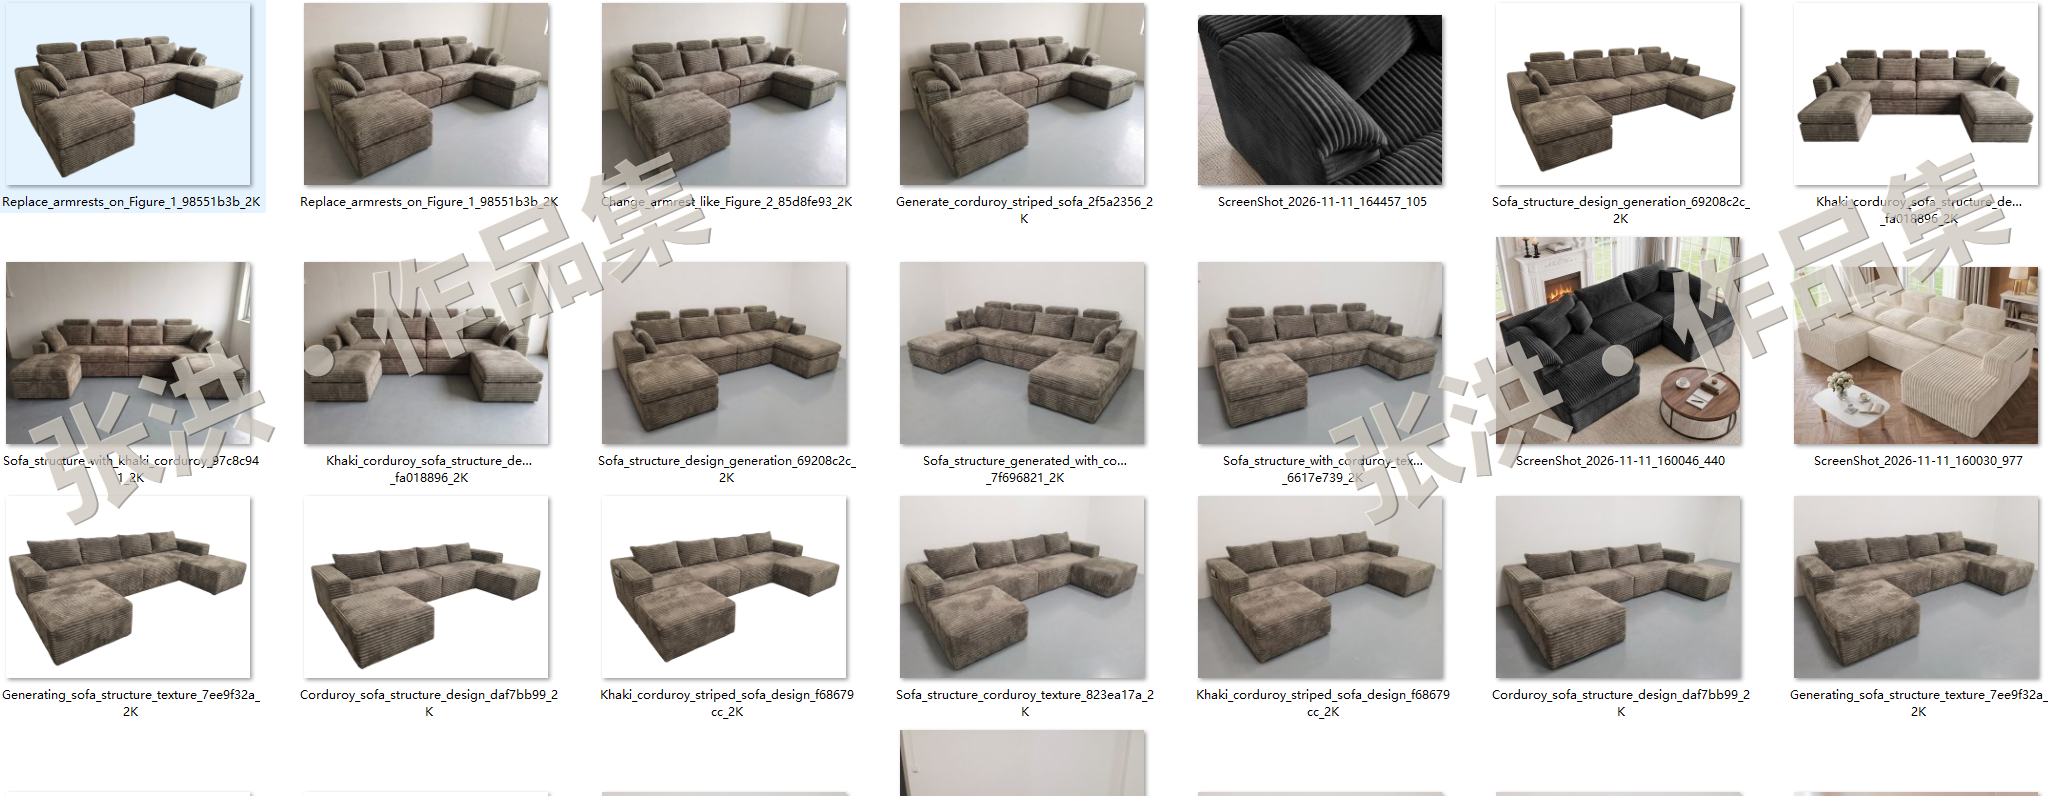 Replace_armrests_on_Figure_1_98551b3b_2K
Replace_armrests_on_Figure_1_98551b3b_2K
Change_armrest_like_Figure_2_85d8fe93_2K
Generate_corduroy_striped_sofa_2f5a2356_2
K
ScreenShot_2026-11-11_164457_105
Sofa_structure_design_generation_69208c2c_
2K
Khaki_corduroy_sofa_structure_de...
_fa018896_2K
Sofa_structure_with_khaki_corduroy_97c8c94
1_2K
Khaki_corduroy_sofa_structure_de...
_fa018896_2K
Sofa_structure_design_generation_69208c2c_
2K
Sofa_structure_generated_with_co...
_7f696821_2K
Sofa_structure_with_corduroy_tex...
_6617e739_2K
ScreenShot_2026-11-11_160046_440
ScreenShot_2026-11-11_160030_977
Generating_sofa_structure_texture_7ee9f32a_
2K
Corduroy_sofa_structure_design_daf7bb99_2
K
Khaki_corduroy_striped_sofa_design_f68679
cc_2K
Sofa_structure_corduroy_texture_823ea17a_2
K
Khaki_corduroy_striped_sofa_design_f68679
cc_2K
Corduroy_sofa_structure_design_daf7bb99_2
K
Generating_sofa_structure_texture_7ee9f32a_
2K
张洪·作品集
张洪·作品集